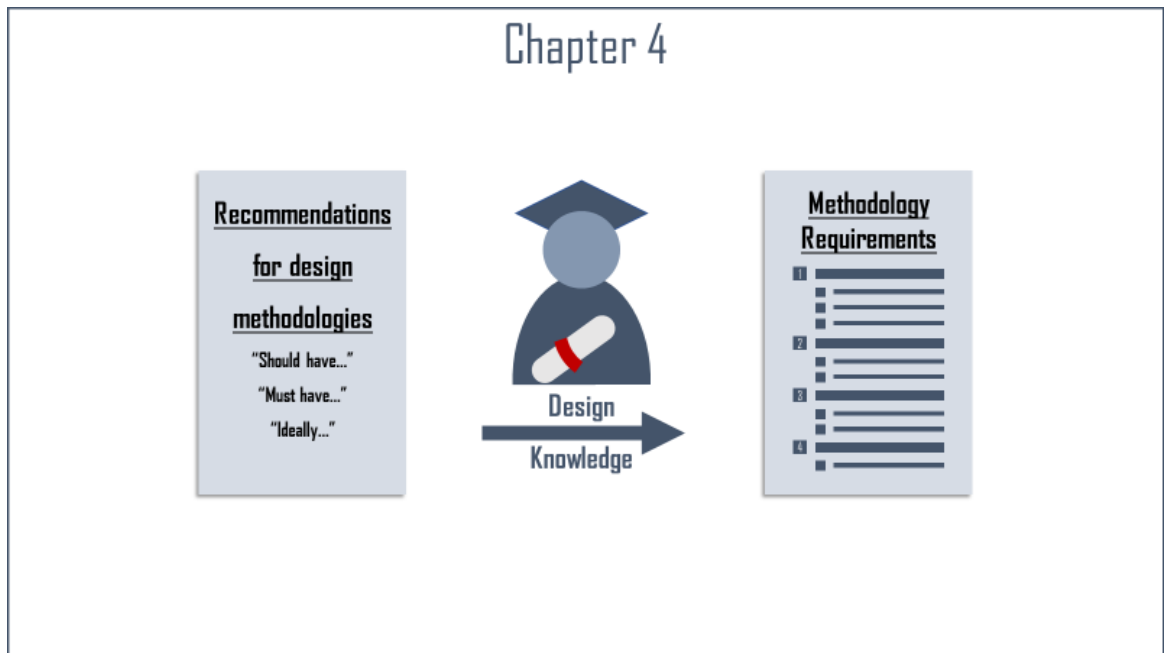 Chapter 4
Recommendations
for design
methodologies
“Should have...”
“Must have...”
“Ideally...”
Design
Knowledge
Methodology
Requirements
1
2
3
4